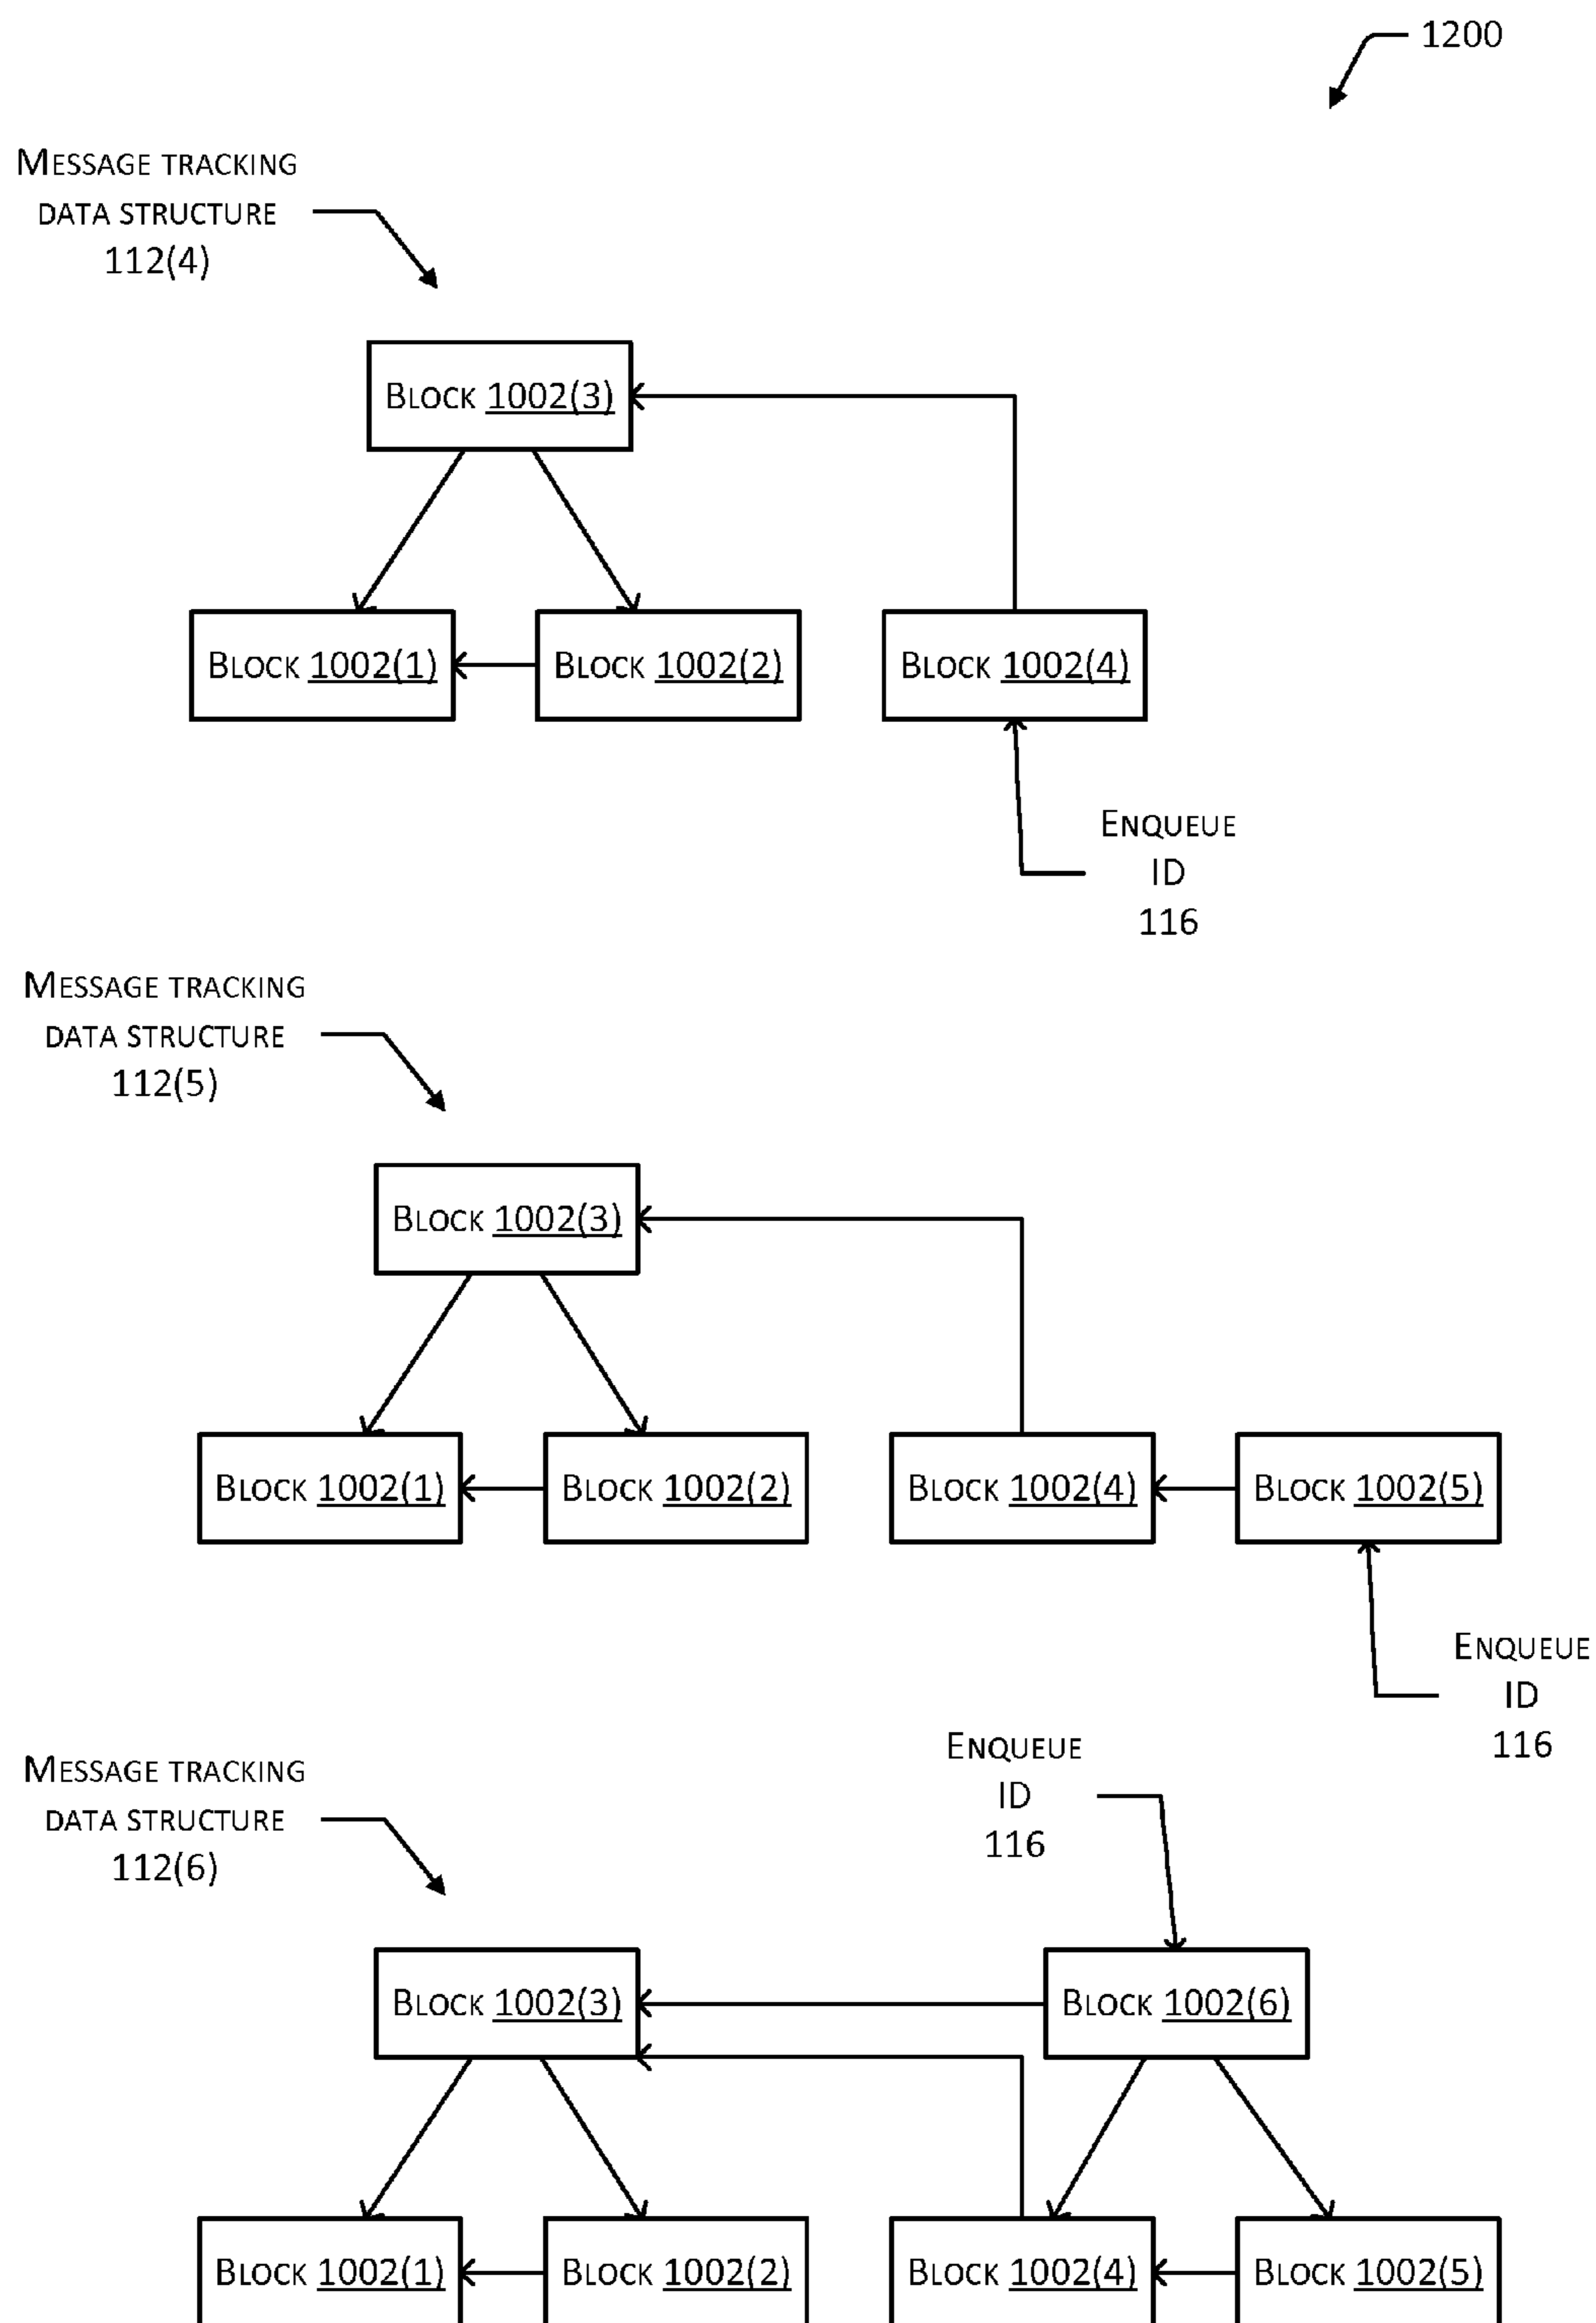 1200
MESSAGE TRACKING
DATA STRUCTURE
112(4)
BLOCK 1002(3)
BLOCK 1002(1) BLOCK 1002(2) BLOCK 1002(4)
ENQUEUE
ID
116
MESSAGE TRACKING
DATA STRUCTURE
112(5)
BLOCK 1002(3)
BLOCK 1002(1) BLOCK 1002(2) BLOCK 1002(4) BLOCK 1002(5)
ENQUEUE
ID
116
ENQUEUE
ID
116
MESSAGE TRACKING
DATA STRUCTURE
112(6)
BLOCK 1002(3) BLOCK 1002(6)
BLOCK 1002(1) BLOCK 1002(2) BLOCK 1002(4) BLOCK 1002(5)